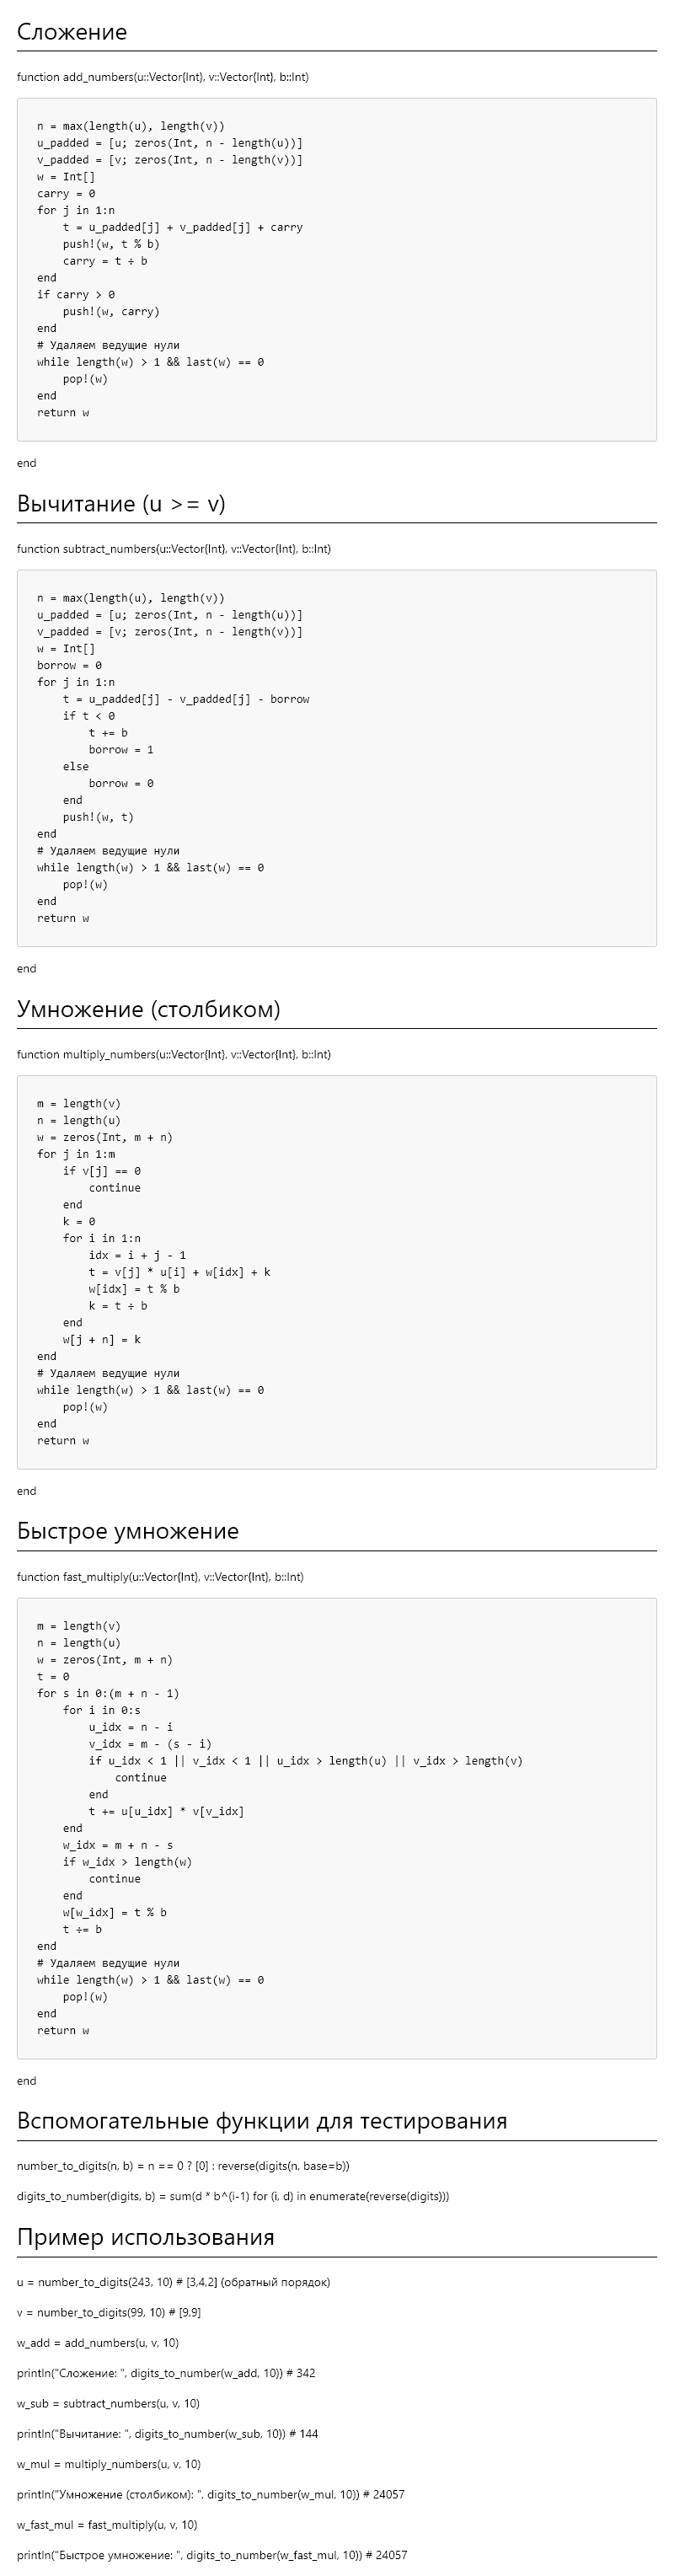 Сложение
function add_numbers(u::Vector{Int}, v::Vector{Int}, b::Int)
n = max(length(u), length(v))
u_padded = [u; zeros(Int, n - length(u))]
v_padded = [v; zeros(Int, n - length(v))]
w = Int[]
carry = 0
for j in 1:n
    t = u_padded[j] + v_padded[j] + carry
    push!(w, t % b)
    carry = t ÷ b
end
if carry > 0
    push!(w, carry)
end
# Удаляем ведущие нули
while length(w) > 1 && last(w) == 0
    pop!(w)
end
return w
end
Вычитание (u >= v)
function subtract_numbers(u::Vector{Int}, v::Vector{Int}, b::Int)
n = max(length(u), length(v))
u_padded = [u; zeros(Int, n - length(u))]
v_padded = [v; zeros(Int, n - length(v))]
w = Int[]
borrow = 0
for j in 1:n
    t = u_padded[j] - v_padded[j] - borrow
    if t < 0
        t += b
        borrow = 1
    else
        borrow = 0
    end
    push!(w, t)
end
# Удаляем ведущие нули
while length(w) > 1 && last(w) == 0
    pop!(w)
end
return w
end
Умножение (столбиком)
function multiply_numbers(u::Vector{Int}, v::Vector{Int}, b::Int)
m = length(v)
n = length(u)
w = zeros(Int, m + n)
for j in 1:m
    if v[j] == 0
        continue
    end
    k = 0
    for i in 1:n
        idx = i + j - 1
        t = v[j] * u[i] + w[idx] + k
        w[idx] = t % b
        k = t ÷ b
    end
    w[j + n] = k
end
# Удаляем ведущие нули
while length(w) > 1 && last(w) == 0
    pop!(w)
end
return w
end
Быстрое умножение
function fast_multiply(u::Vector{Int}, v::Vector{Int}, b::Int)
m = length(v)
n = length(u)
w = zeros(Int, m + n)
t = 0
for s in 0:(m + n - 1)
    for i in 0:s
        u_idx = n - i
        v_idx = m - (s - i)
        if u_idx < 1 || v_idx < 1 || u_idx > length(u) || v_idx > length(v)
            continue
        end
        t += u[u_idx] * v[v_idx]
    end
    w_idx = m + n - s
    if w_idx > length(w)
        continue
    end
    w[w_idx] = t % b
    t ÷= b
end
# Удаляем ведущие нули
while length(w) > 1 && last(w) == 0
    pop!(w)
end
return w
end
Вспомогательные функции для тестирования
number_to_digits(n, b) = n == 0 ? [0] : reverse(digits(n, base=b))
digits_to_number(digits, b) = sum(d * b^(i-1) for (i, d) in enumerate(reverse(digits)))
Пример использования
u = number_to_digits(243, 10) # [3,4,2] (обратный порядок)
v = number_to_digits(99, 10) # [9,9]
w_add = add_numbers(u, v, 10)
println("Сложение: ", digits_to_number(w_add, 10)) # 342
w_sub = subtract_numbers(u, v, 10)
println("Вычитание: ", digits_to_number(w_sub, 10)) # 144
w_mul = multiply_numbers(u, v, 10)
println("Умножение (столбиком): ", digits_to_number(w_mul, 10)) # 24057
w_fast_mul = fast_multiply(u, v, 10)
println("Быстрое умножение: ", digits_to_number(w_fast_mul, 10)) # 24057